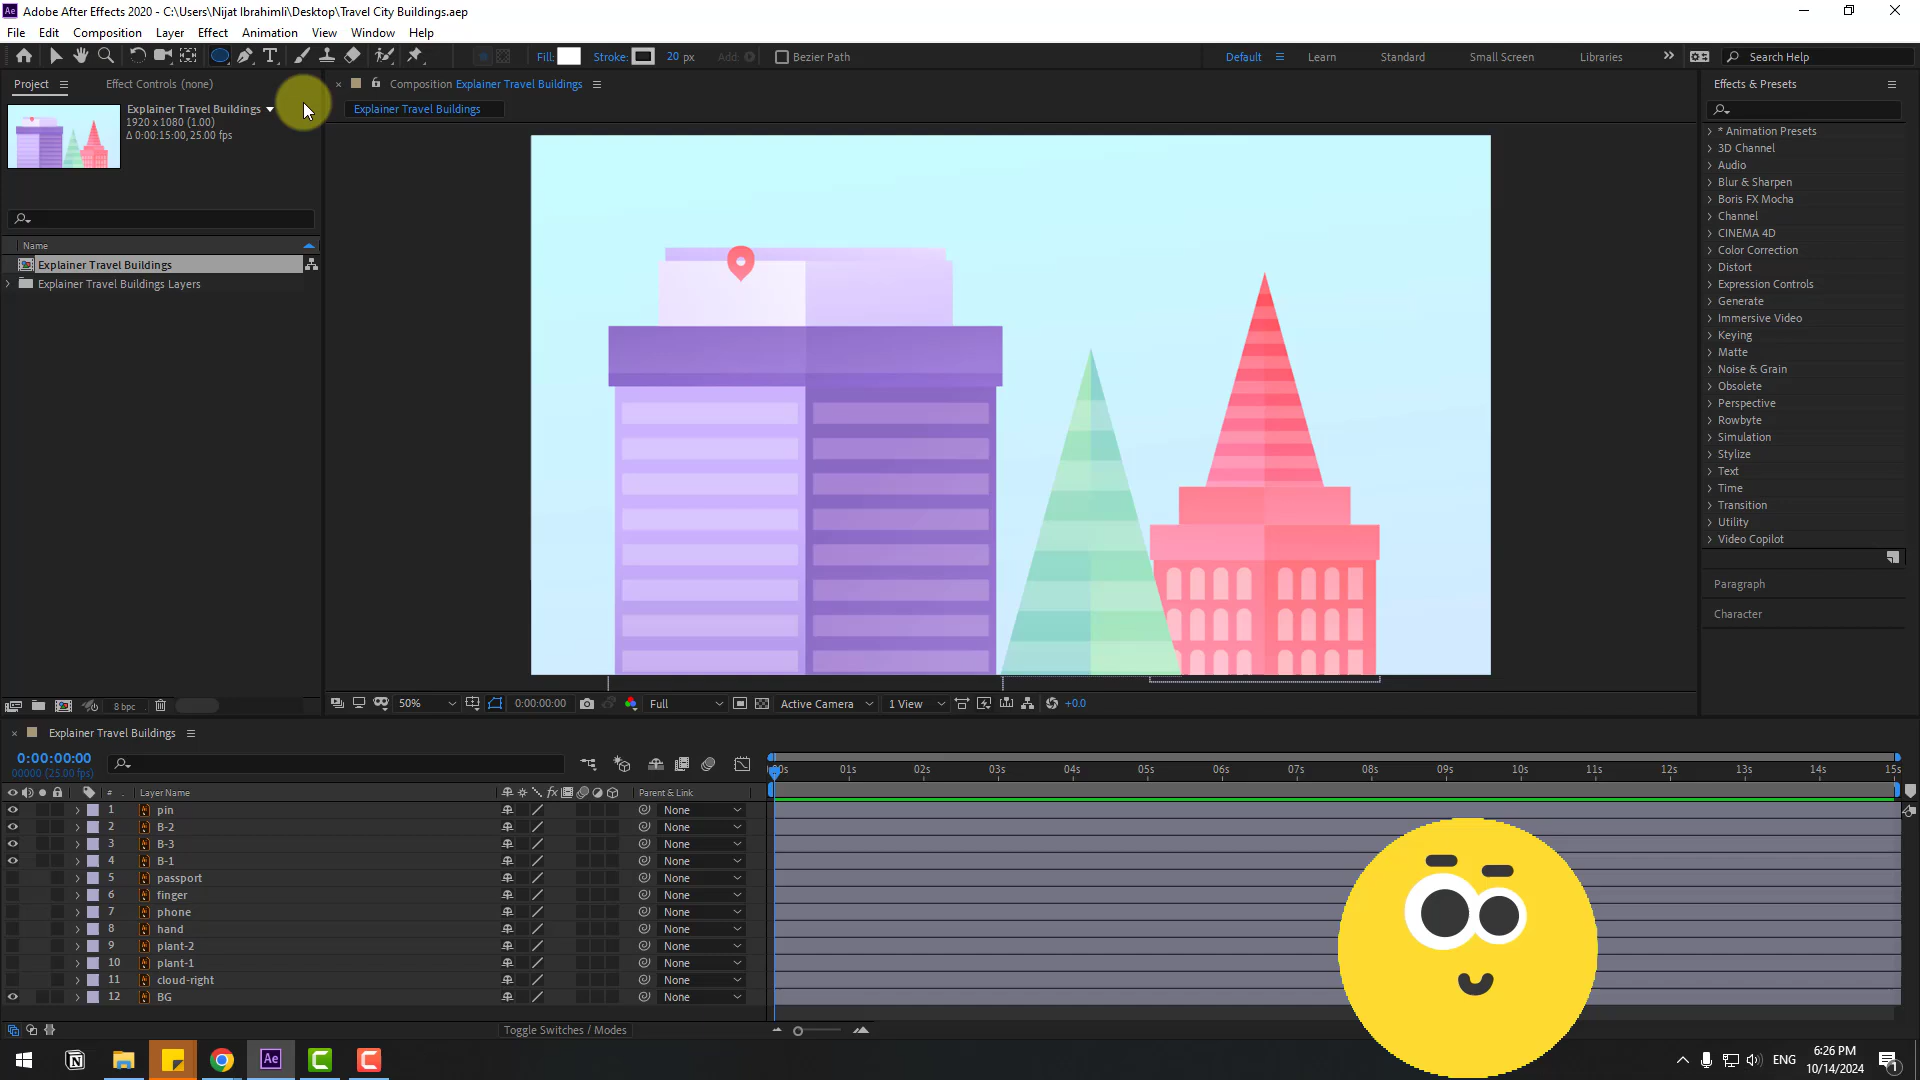 Adobe After Effects 2020 - C:\Users\Nijat Ibrahimli\Desktop\Travel City Buildings.aep
File Edit Composition Layer Effect Animation View Window Help
Fill: Stroke: 20 px Add: Bezier Path Default Learn Standard Small Screen Libraries Search Help
Project Effect Controls (none)
Composition Explainer Travel Buildings
Effects & Presets
Explainer Travel Buildings
1920 x 1080 (1.00)
Δ 0:00:15:00, 25.00 fps
Explainer Travel Buildings
Name
Explainer Travel Buildings
Explainer Travel Buildings Layers
* Animation Presets
3D Channel
Audio
Blur & Sharpen
Boris FX Mocha
Channel
CINEMA 4D
Color Correction
Distort
Expression Controls
Generate
Immersive Video
Keying
Matte
Noise & Grain
Obsolete
Perspective
Rowbyte
Simulation
Stylize
Text
Time
Transition
Utility
Video Copilot
Paragraph
Character
8 bpc
50% 0:00:00:00 Full Active Camera 1 View +0.0
Explainer Travel Buildings
0:00:00:00
00000 (25.00 fps)
:00s 01s 02s 03s 04s 05s 06s 07s 08s 09s 10s 11s 12s 13s 14s 15s
# Layer Name Parent & Link
1 pin None
2 B-2 None
3 B-3 None
4 B-1 None
5 passport None
6 finger None
7 phone None
8 hand None
9 plant-2 None
10 plant-1 None
11 cloud-right None
12 BG None
Toggle Switches / Modes
Ae
ENG
6:26 PM
10/14/2024
1